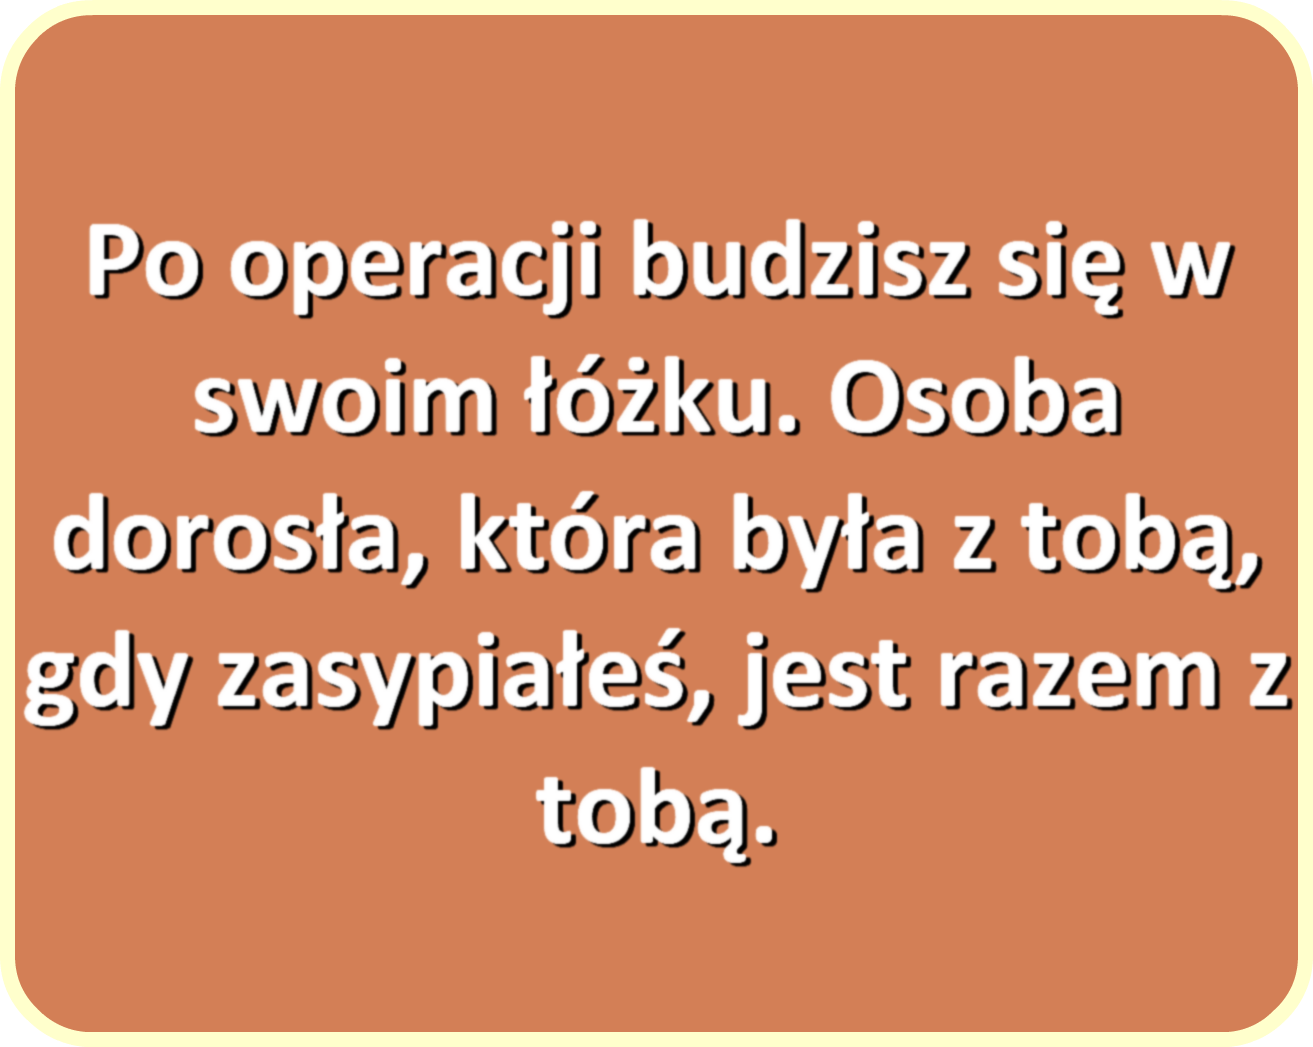 Po operacji budzisz się w
swoim łóżku. Osoba
dorosła, która była z tobą,
gdy zasypiałeś, jest razem z
tobą.